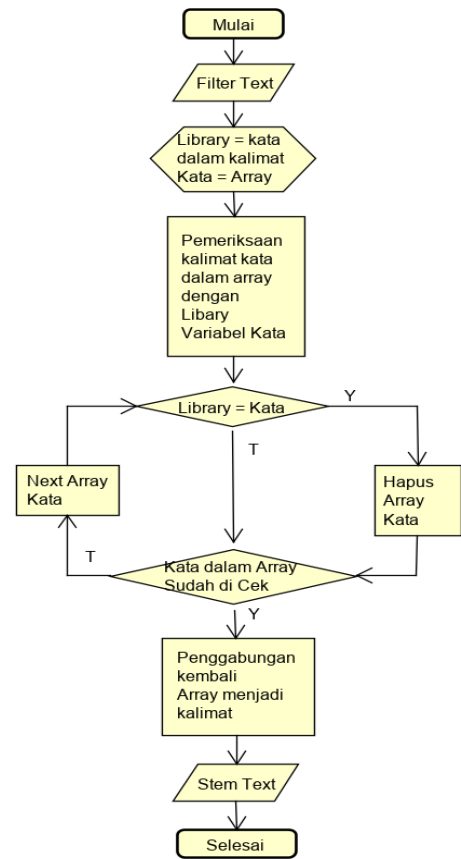 Mulai
Filter Text
Library = kata
dalam kalimat
Kata = Array
Pemeriksaan
kalimat kata
dalam array
dengan
Libary
Variabel Kata
Library = Kata
Y
T
Next Array
Kata
Hapus
Array
Kata
T
Kata dalam Array
Sudah di Cek
Y
Penggabungan
kembali
Array menjadi
kalimat
Stem Text
Selesai